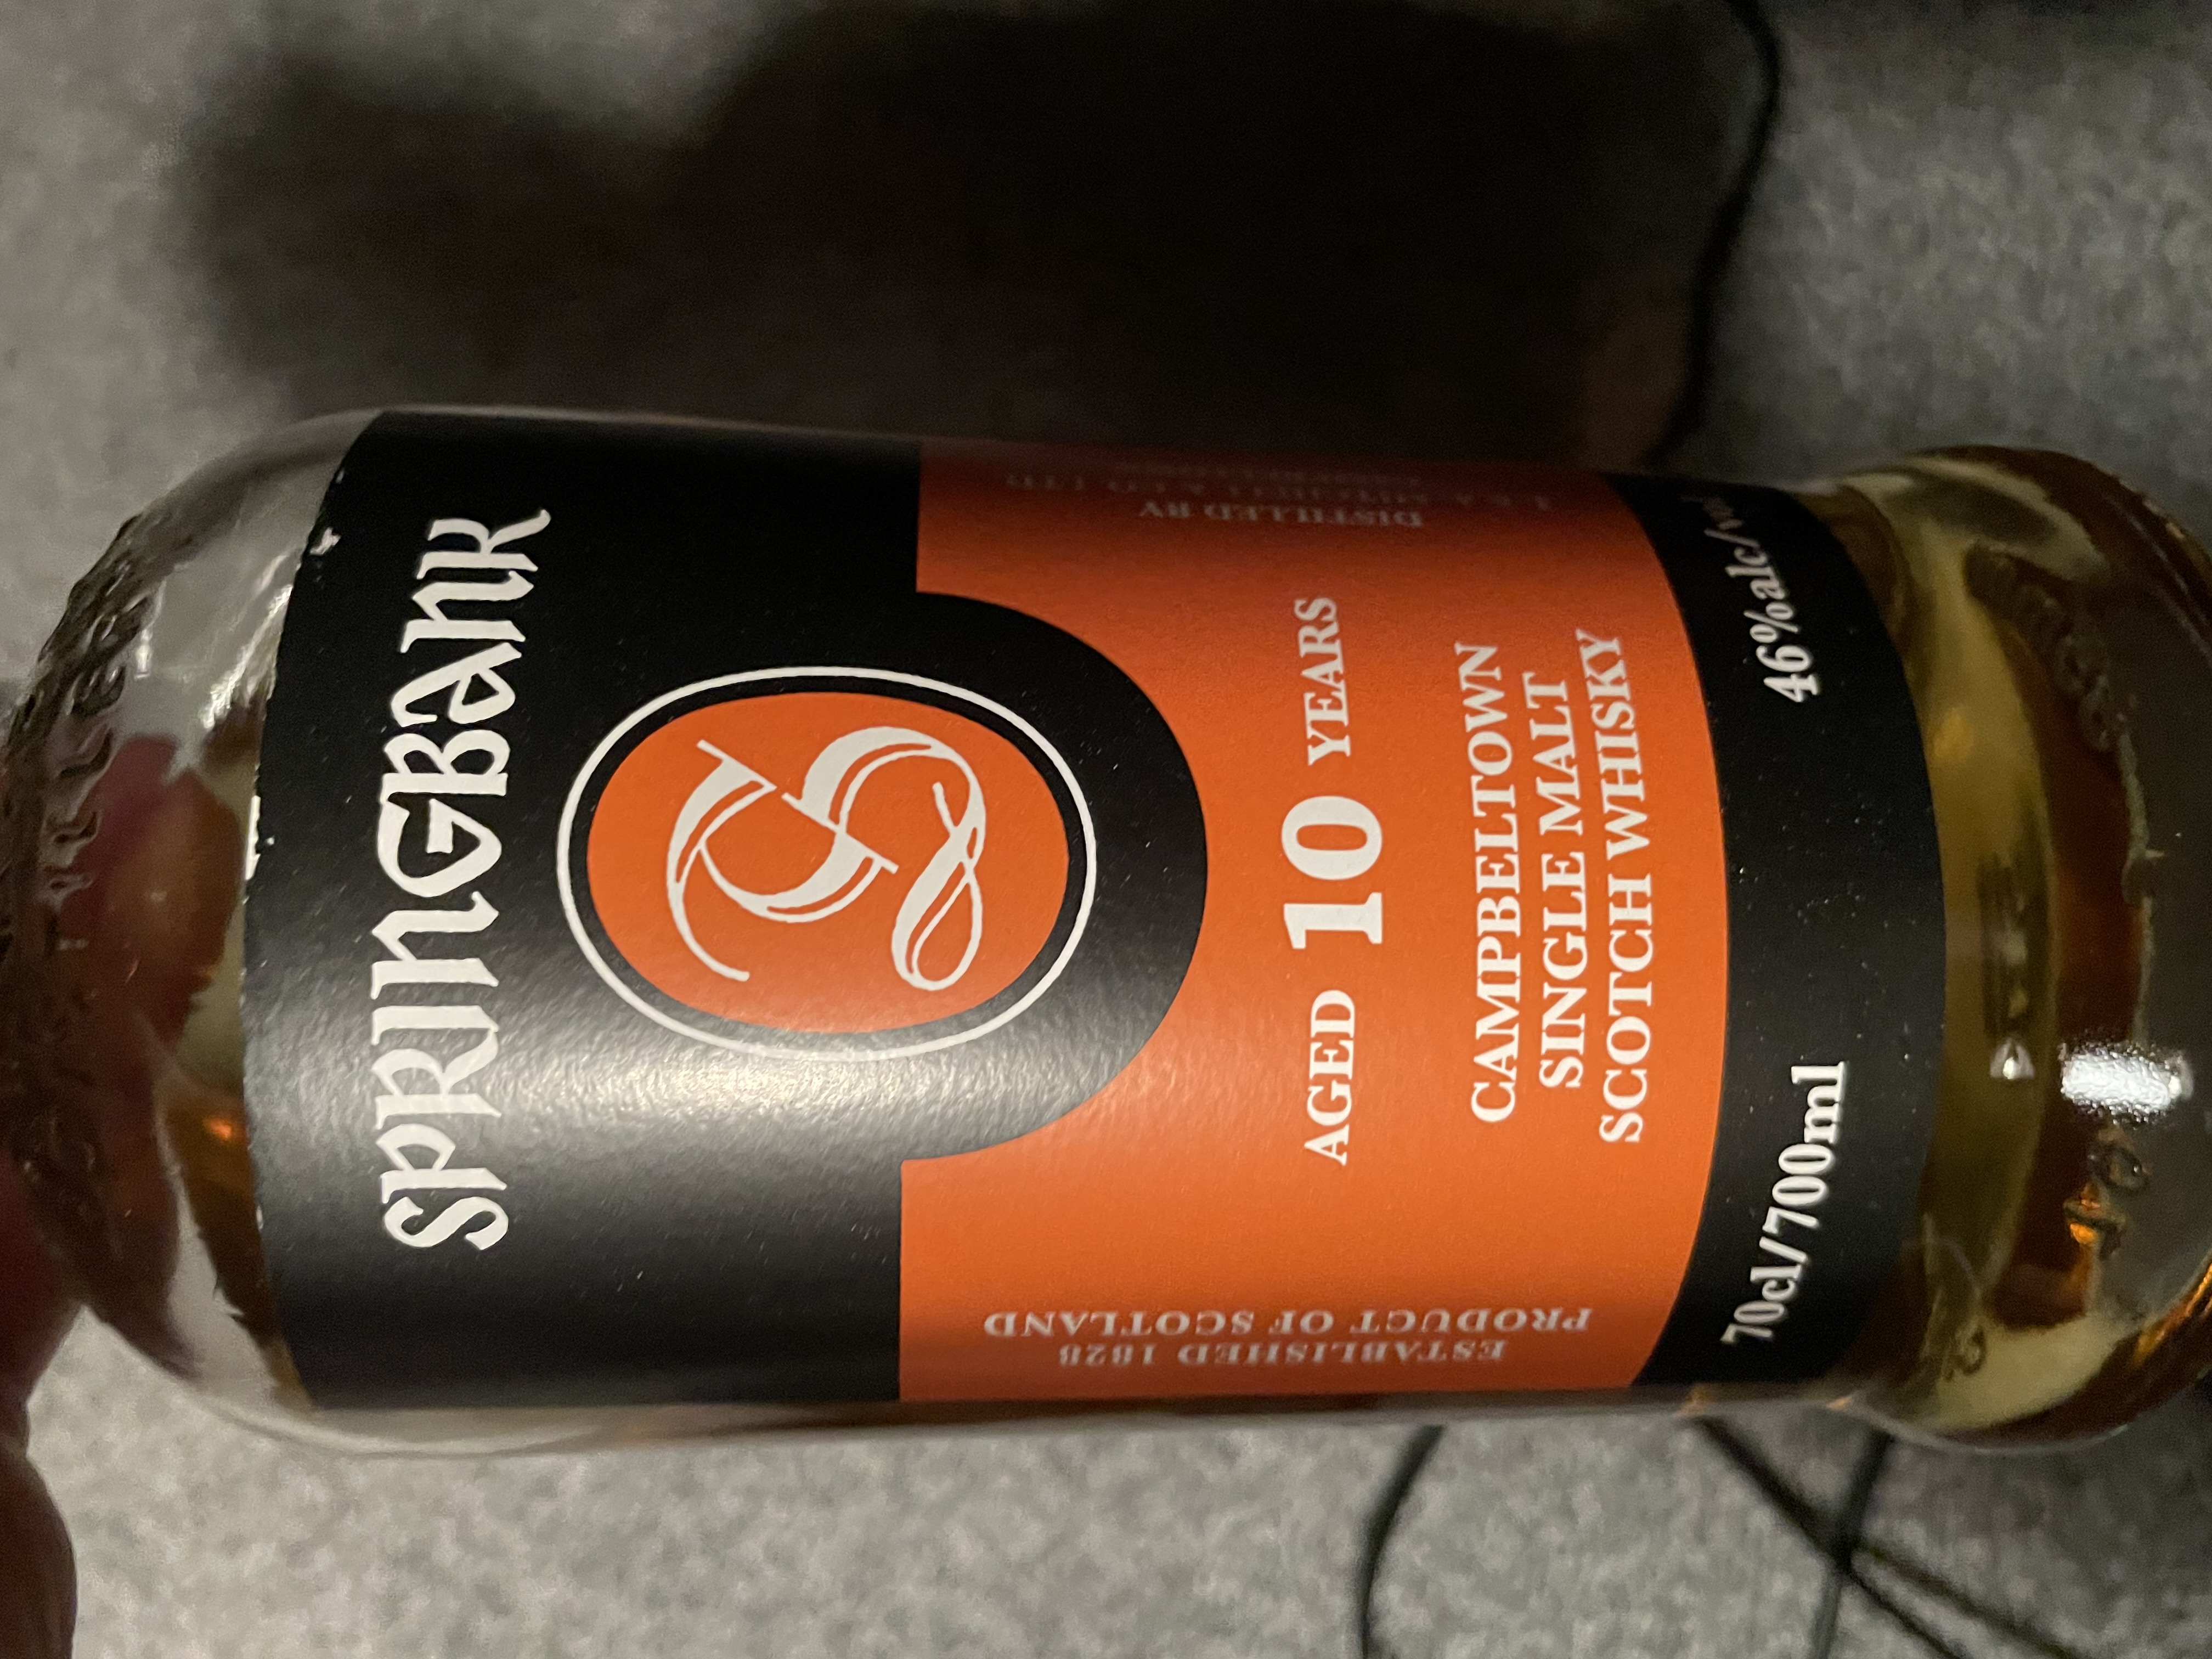 SPRINGBANK
S
ESTABLISHED 1828
PRODUCT OF SCOTLAND
AGED 10 YEARS
CAMPBELTOWN
SINGLE MALT
SCOTCH WHISKY
DISTILLED BY
70cl/700ml
46%alc/vol